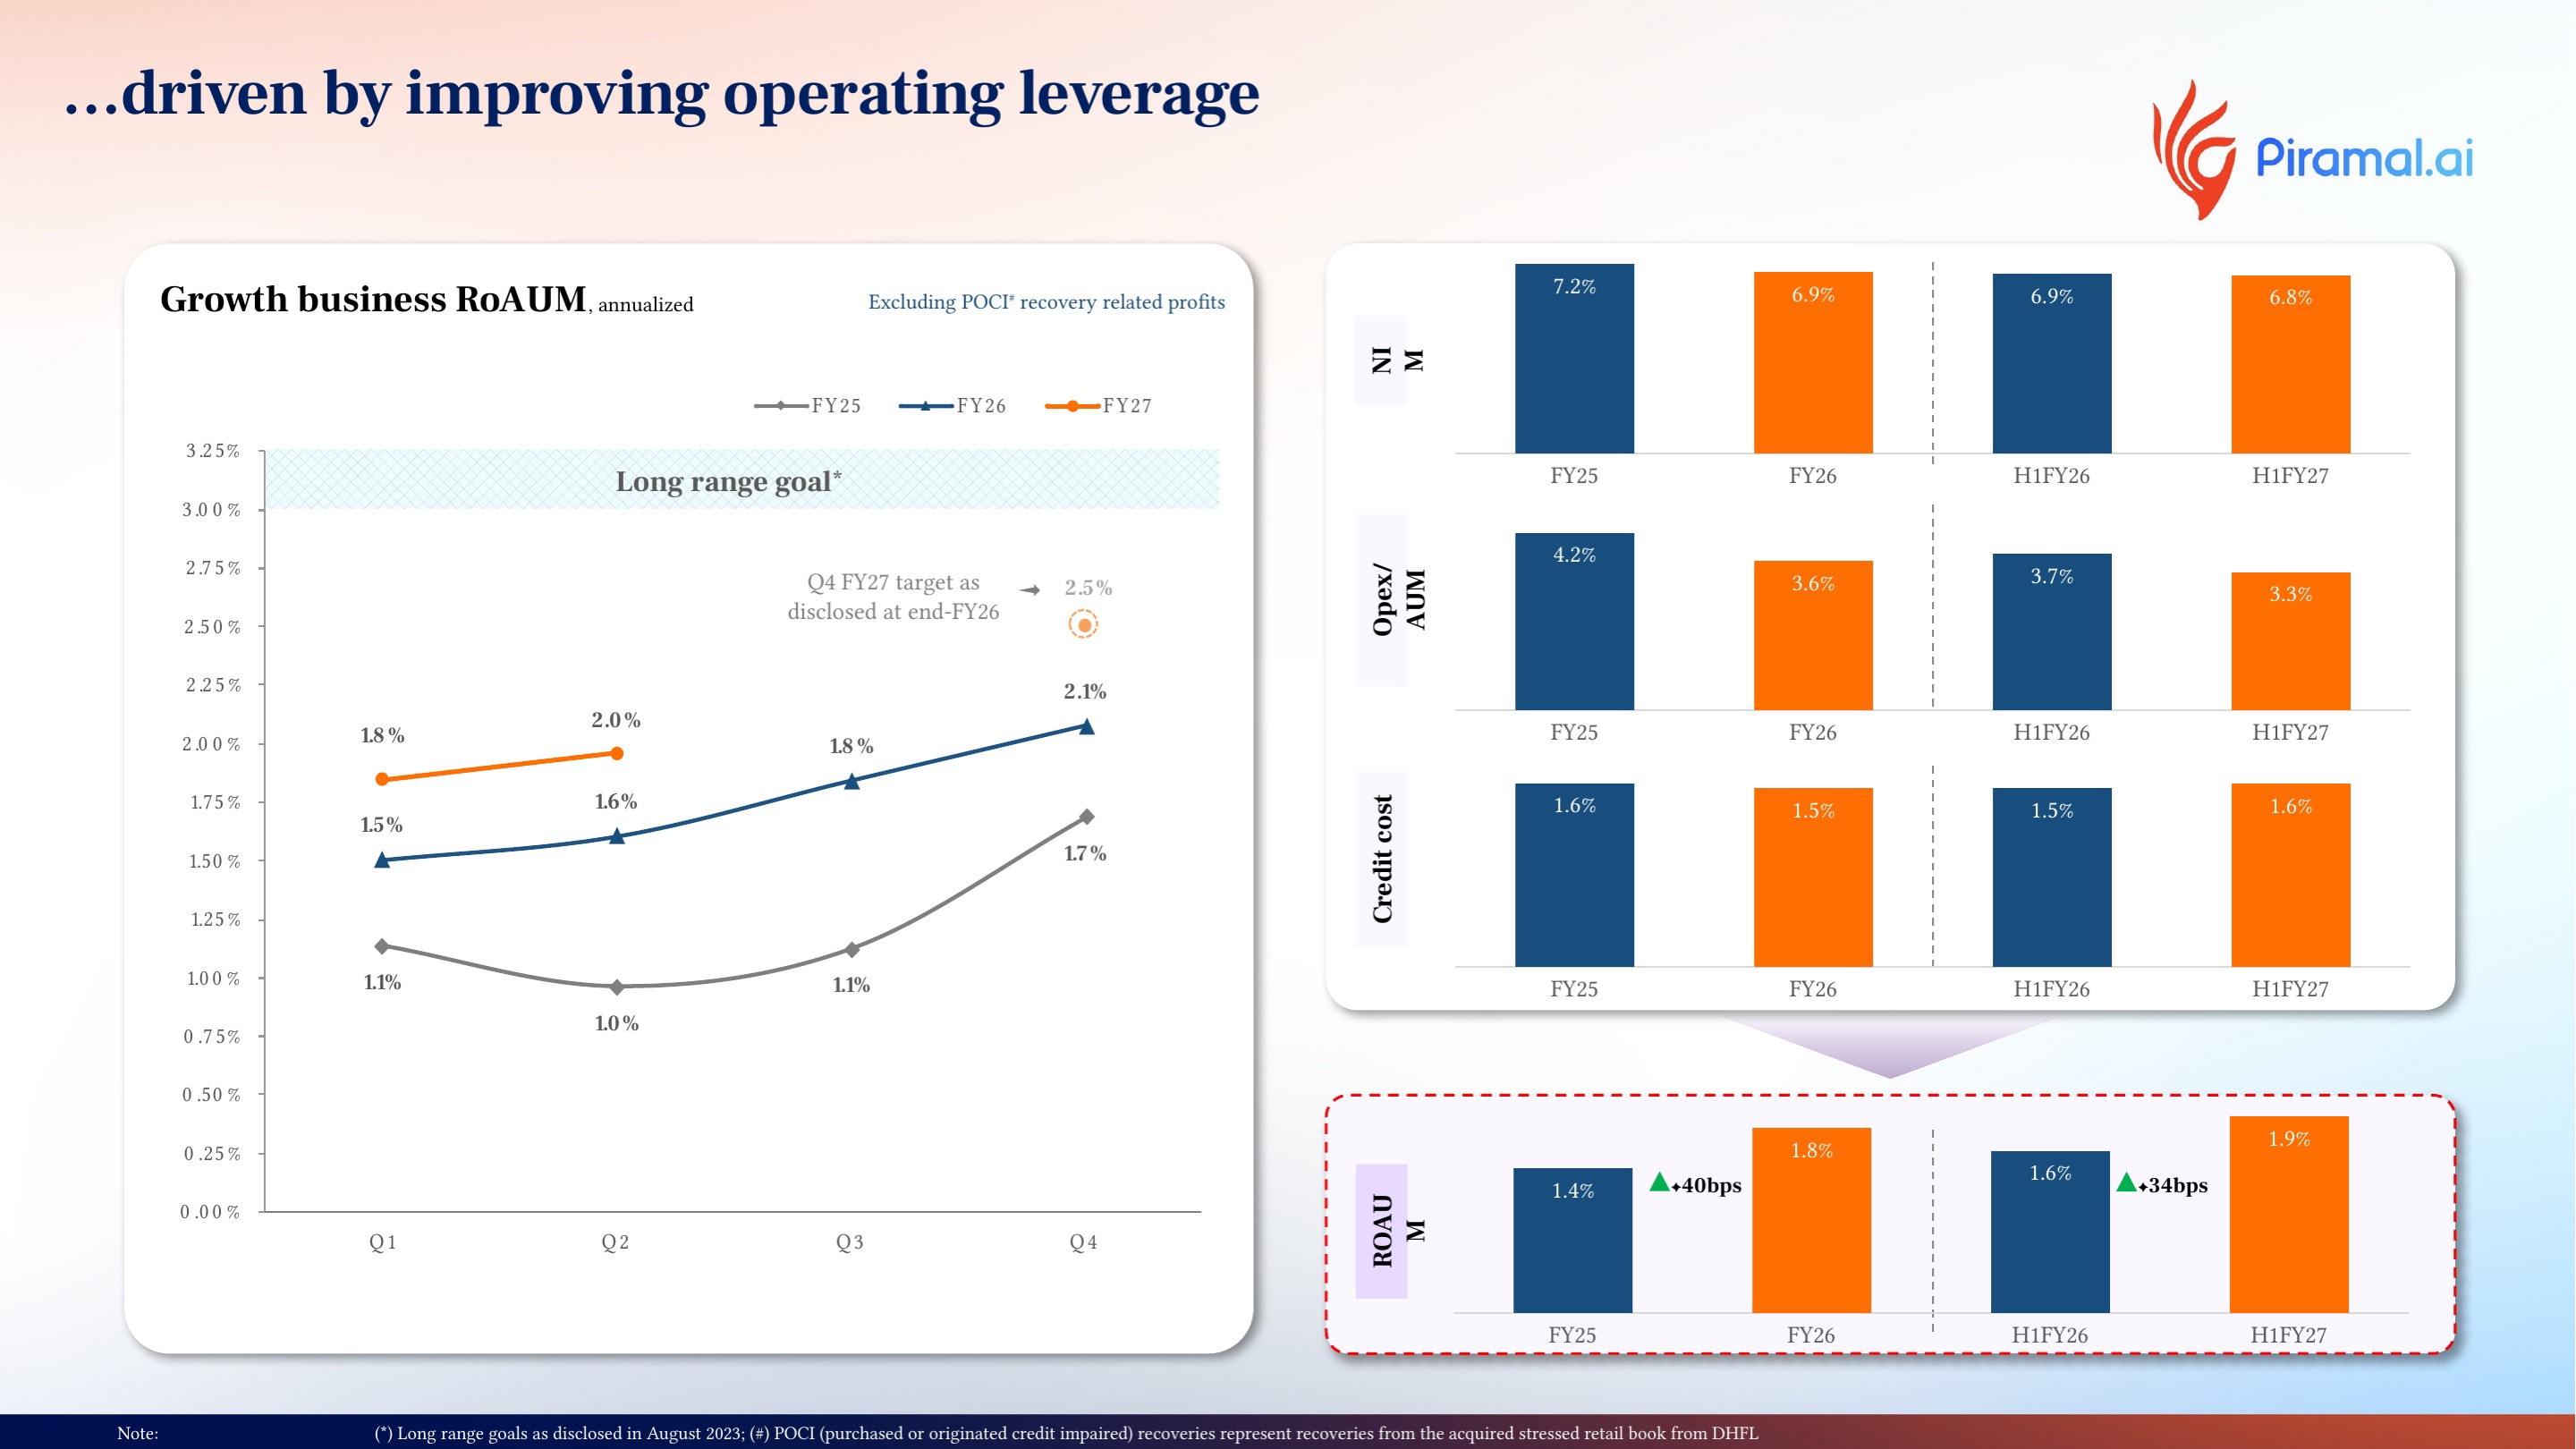 ...driven by improving operating leverage
Piramal.ai
Growth business RoAUM, annualized
Excluding POCI# recovery related profits
FY25 FY26 FY27
3.25%
Long range goal*
3.00%
2.75%
Q4 FY27 target as
disclosed at end-FY26
2.5%
2.50%
2.25%
2.1%
2.0%
1.8%
1.8%
2.00%
1.75%
1.6%
1.5%
1.7%
1.50%
1.25%
1.1%
1.1%
1.00%
1.0%
0.75%
0.50%
0.25%
0.00%
Q1 Q2 Q3 Q4
NI
M
7.2% 6.9% 6.9% 6.8%
FY25 FY26 H1FY26 H1FY27
Opex/
AUM
4.2% 3.6% 3.7% 3.3%
FY25 FY26 H1FY26 H1FY27
Credit cost
1.6% 1.5% 1.5% 1.6%
FY25 FY26 H1FY26 H1FY27
ROAU
M
1.4% ▲✦40bps 1.8% 1.6% ▲✦34bps 1.9%
FY25 FY26 H1FY26 H1FY27
Note: (*) Long range goals as disclosed in August 2023; (#) POCI (purchased or originated credit impaired) recoveries represent recoveries from the acquired stressed retail book from DHFL